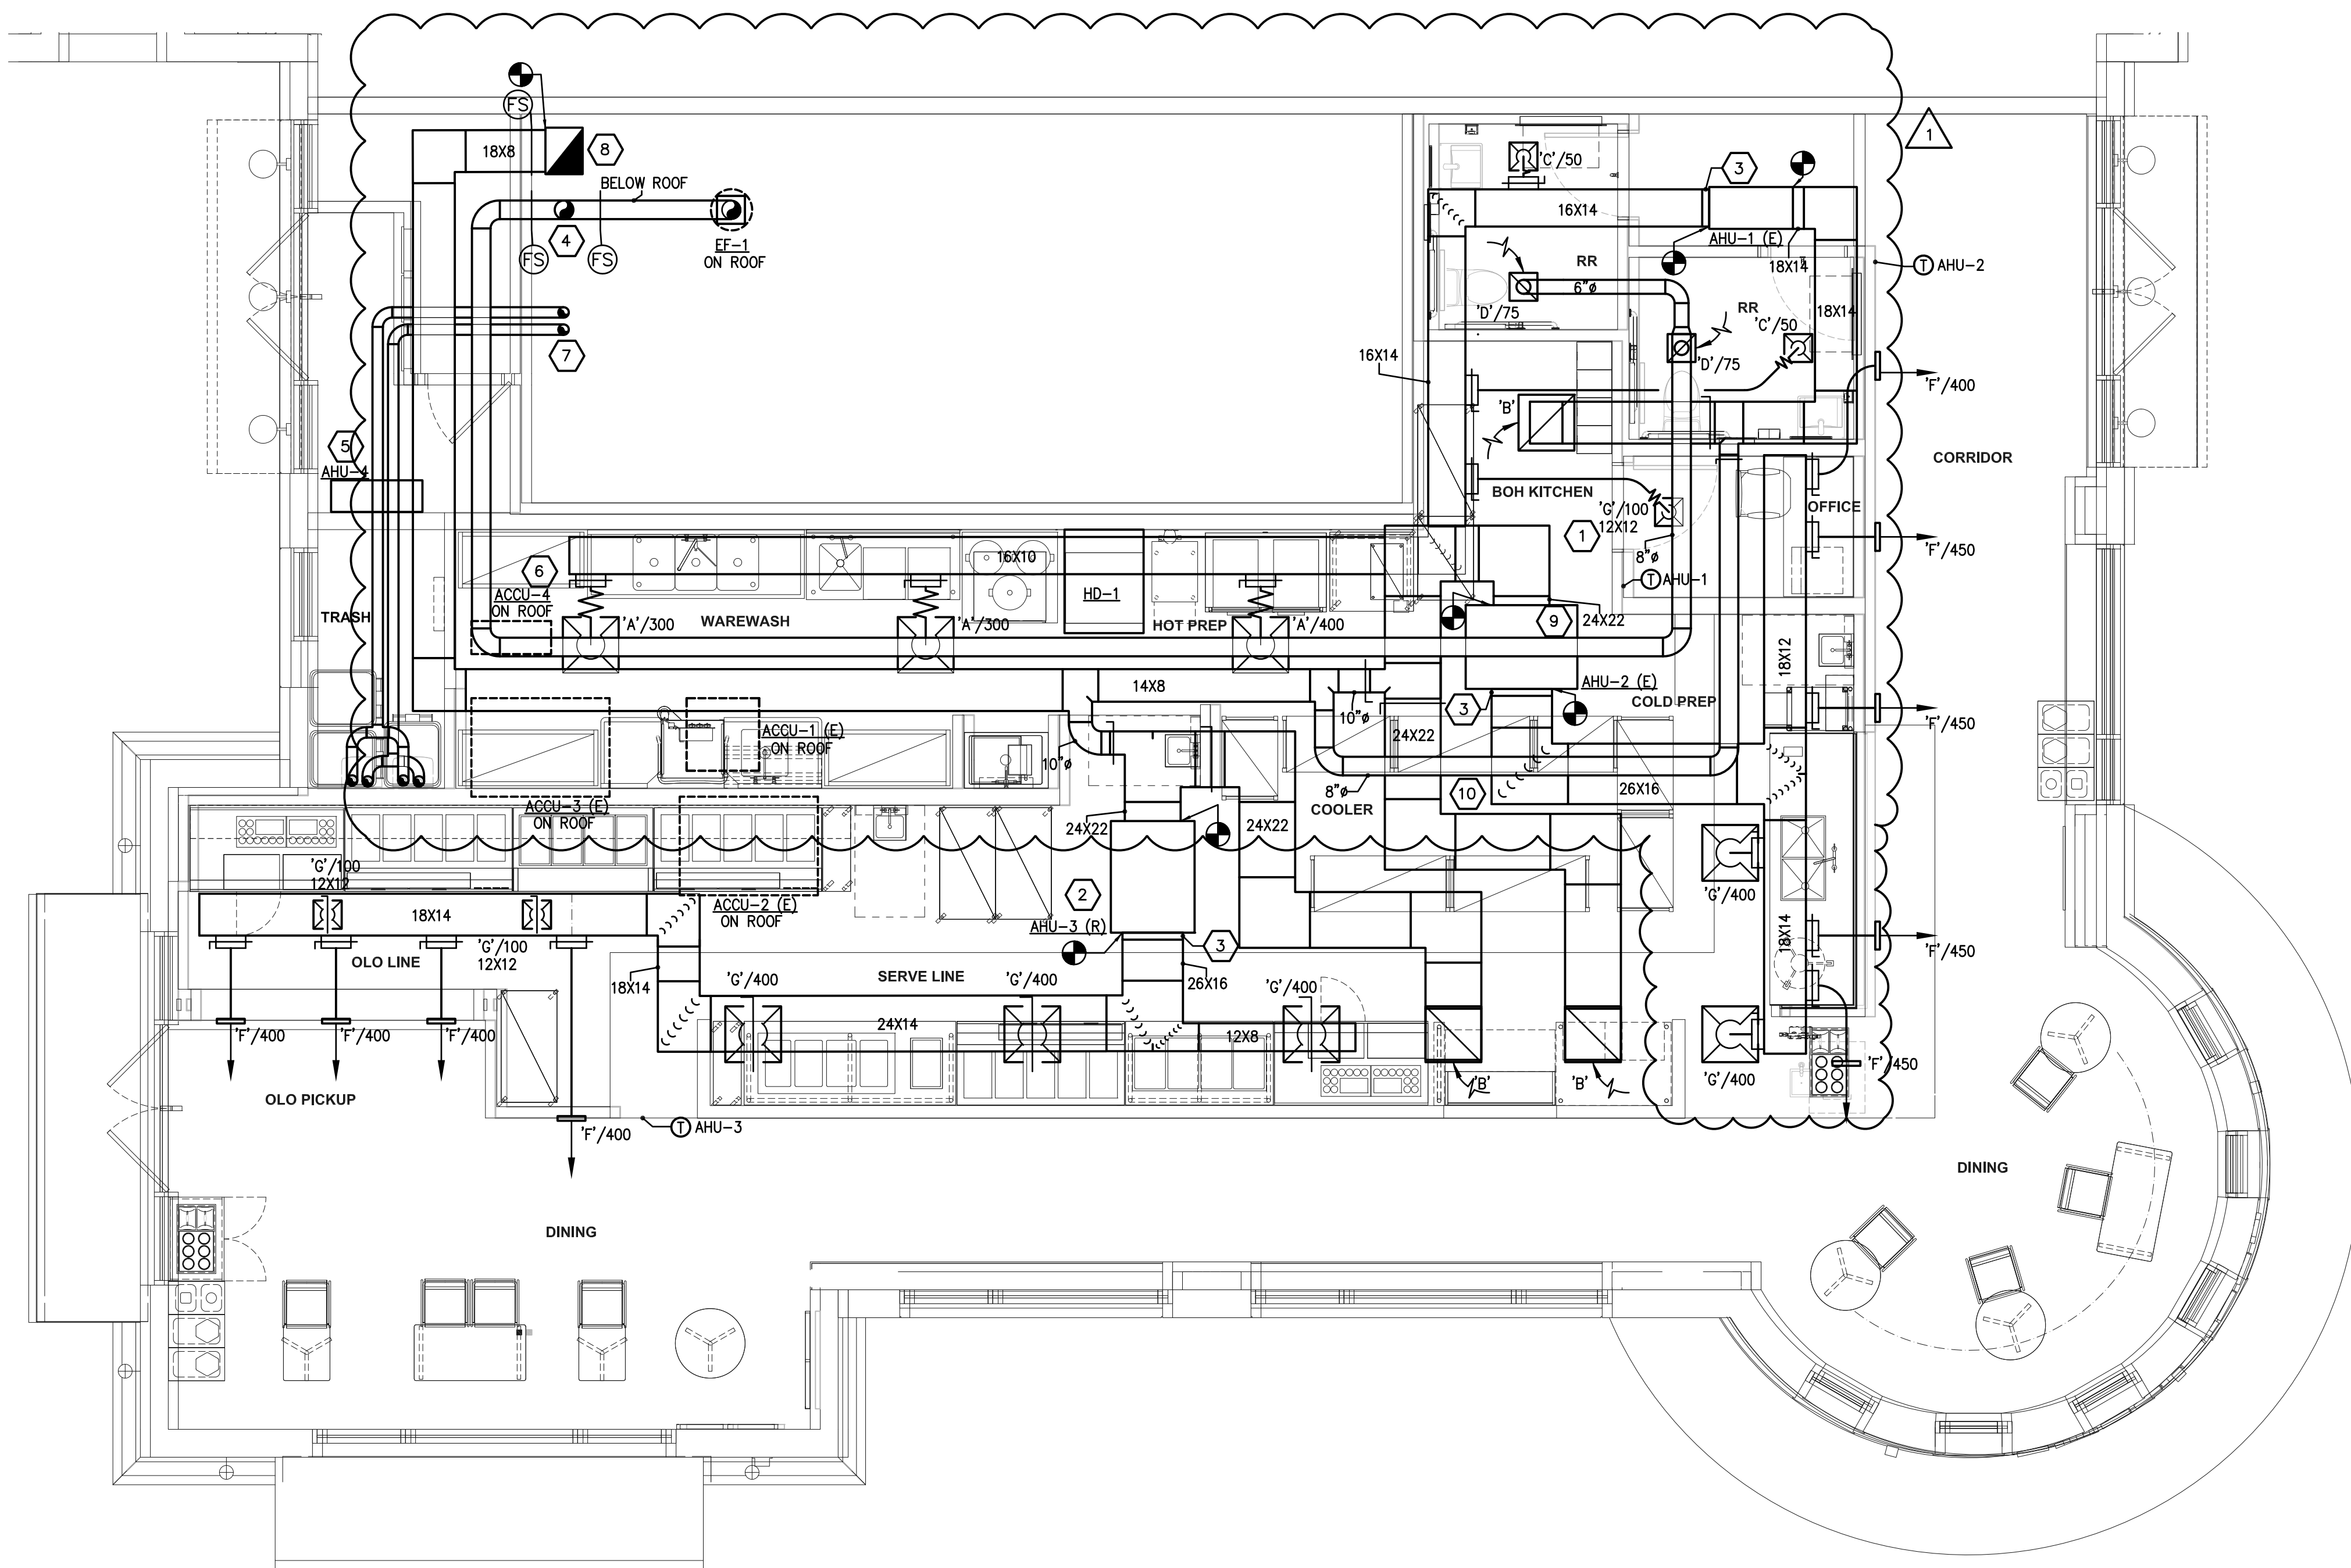 FS
18X8
8
BELOW ROOF
4
EF-1
ON ROOF
FS
FS
7
'C'/50
3
1
16X14
AHU-1 (E)
RR
18X14
T AHU-2
6"ø
'D'/75
RR
18X14
'C'/50
16X14
'D'/75
'F'/400
'B'
5
AHU-4
CORRIDOR
BOH KITCHEN
'G'/100
12X12
OFFICE
1
8"ø
'F'/450
16X10
6
ACCU-4
ON ROOF
HD-1
T AHU-1
TRASH
WAREWASH
'A'/300
'A'/300
HOT PREP
'A'/400
9
24X22
18X12
14X8
AHU-2 (E)
COLD PREP
3
10"ø
24X22
'F'/450
ACCU-1 (E)
ON ROOF
10"ø
8"ø
10
26X16
COOLER
ACCU-3 (E)
ON ROOF
24X22
24X22
'G'/100
12X12
'G'/400
ACCU-2 (E)
ON ROOF
2
18X14
AHU-3 (R)
3
18X14
'F'/450
'G'/100
12X12
OLO LINE
SERVE LINE
18X14
'G'/400
'G'/400
26X16
'G'/400
24X14
12X8
'F'/400
'F'/400
'F'/400
'F'/450
'G'/400
'B'
'B'
OLO PICKUP
'F'/400
T AHU-3
DINING
DINING